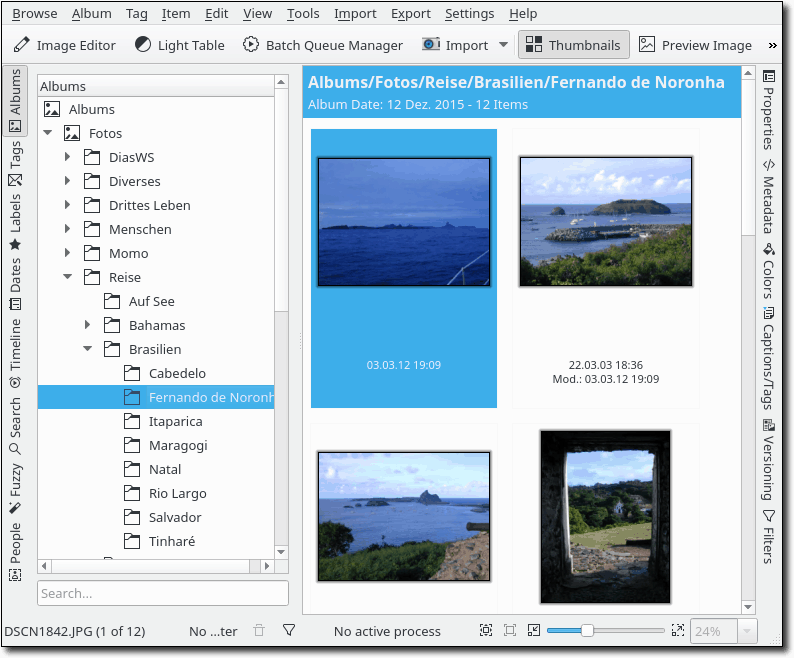 Browse Album Tag Item Edit View Tools Import Export Settings Help
Image Editor Light Table Batch Queue Manager Import Thumbnails Preview Image »
Albums
Tags
Labels
Dates
Timeline
Search
Fuzzy
People
Albums
Albums
Fotos
DiasWS
Diverses
Drittes Leben
Menschen
Momo
Reise
Auf See
Bahamas
Brasilien
Cabedelo
Fernando de Noronh
Itaparica
Maragogi
Natal
Rio Largo
Salvador
Tinharé
Search...
Albums/Fotos/Reise/Brasilien/Fernando de Noronha
Album Date: 12 Dez. 2015 - 12 Items
03.03.12 19:09
22.03.03 18:36
Mod.: 03.03.12 19:09
Properties
Metadata
Colors
Captions/Tags
Versioning
Filters
DSCN1842.JPG (1 of 12) No ...ter No active process 24%